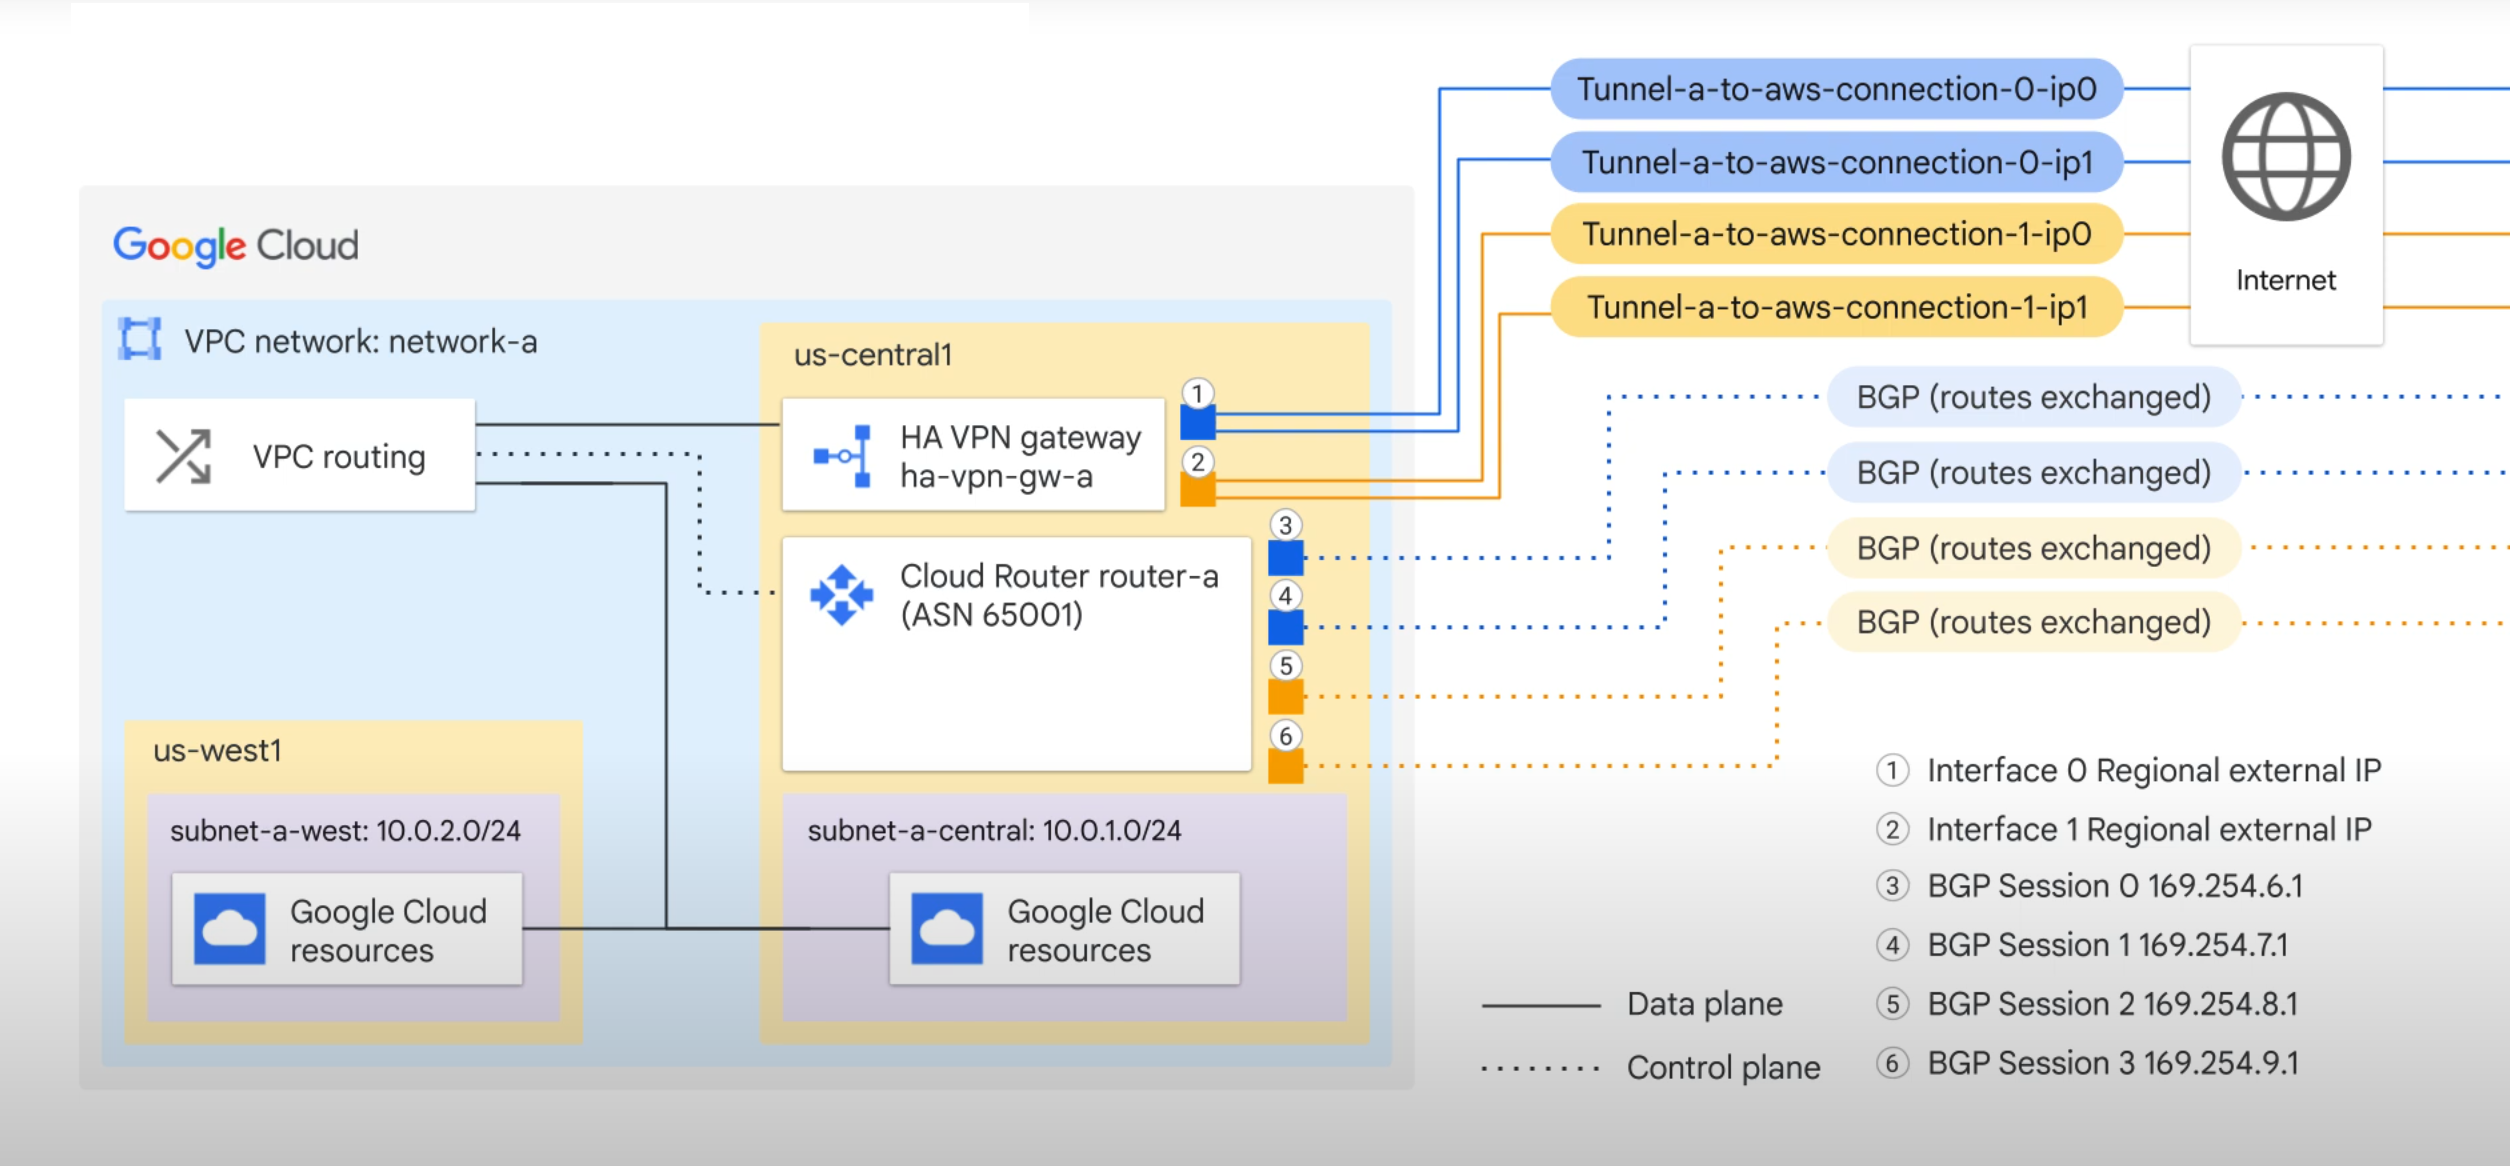 Tunnel-a-to-aws-connection-0-ip0
Tunnel-a-to-aws-connection-0-ip1
Tunnel-a-to-aws-connection-1-ip0
Tunnel-a-to-aws-connection-1-ip1
Internet
Google Cloud
VPC network: network-a
VPC routing
us-central1
HA VPN gateway
ha-vpn-gw-a
1
2
Cloud Router router-a
(ASN 65001)
3
4
5
6
BGP (routes exchanged)
BGP (routes exchanged)
BGP (routes exchanged)
BGP (routes exchanged)
us-west1
subnet-a-west: 10.0.2.0/24
Google Cloud
resources
subnet-a-central: 10.0.1.0/24
Google Cloud
resources
Data plane
Control plane
1 Interface 0 Regional external IP
2 Interface 1 Regional external IP
3 BGP Session 0 169.254.6.1
4 BGP Session 1 169.254.7.1
5 BGP Session 2 169.254.8.1
6 BGP Session 3 169.254.9.1